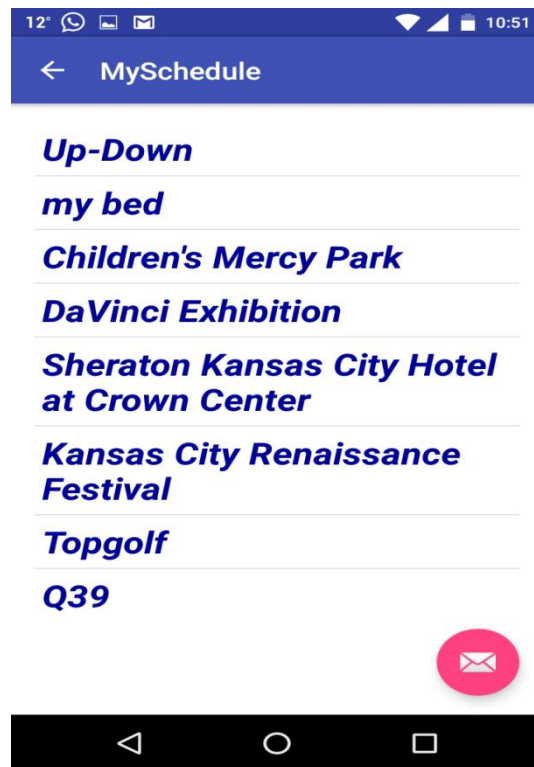 12° 10:51
MySchedule
Up-Down
my bed
Children's Mercy Park
DaVinci Exhibition
Sheraton Kansas City Hotel
at Crown Center
Kansas City Renaissance
Festival
Topgolf
Q39